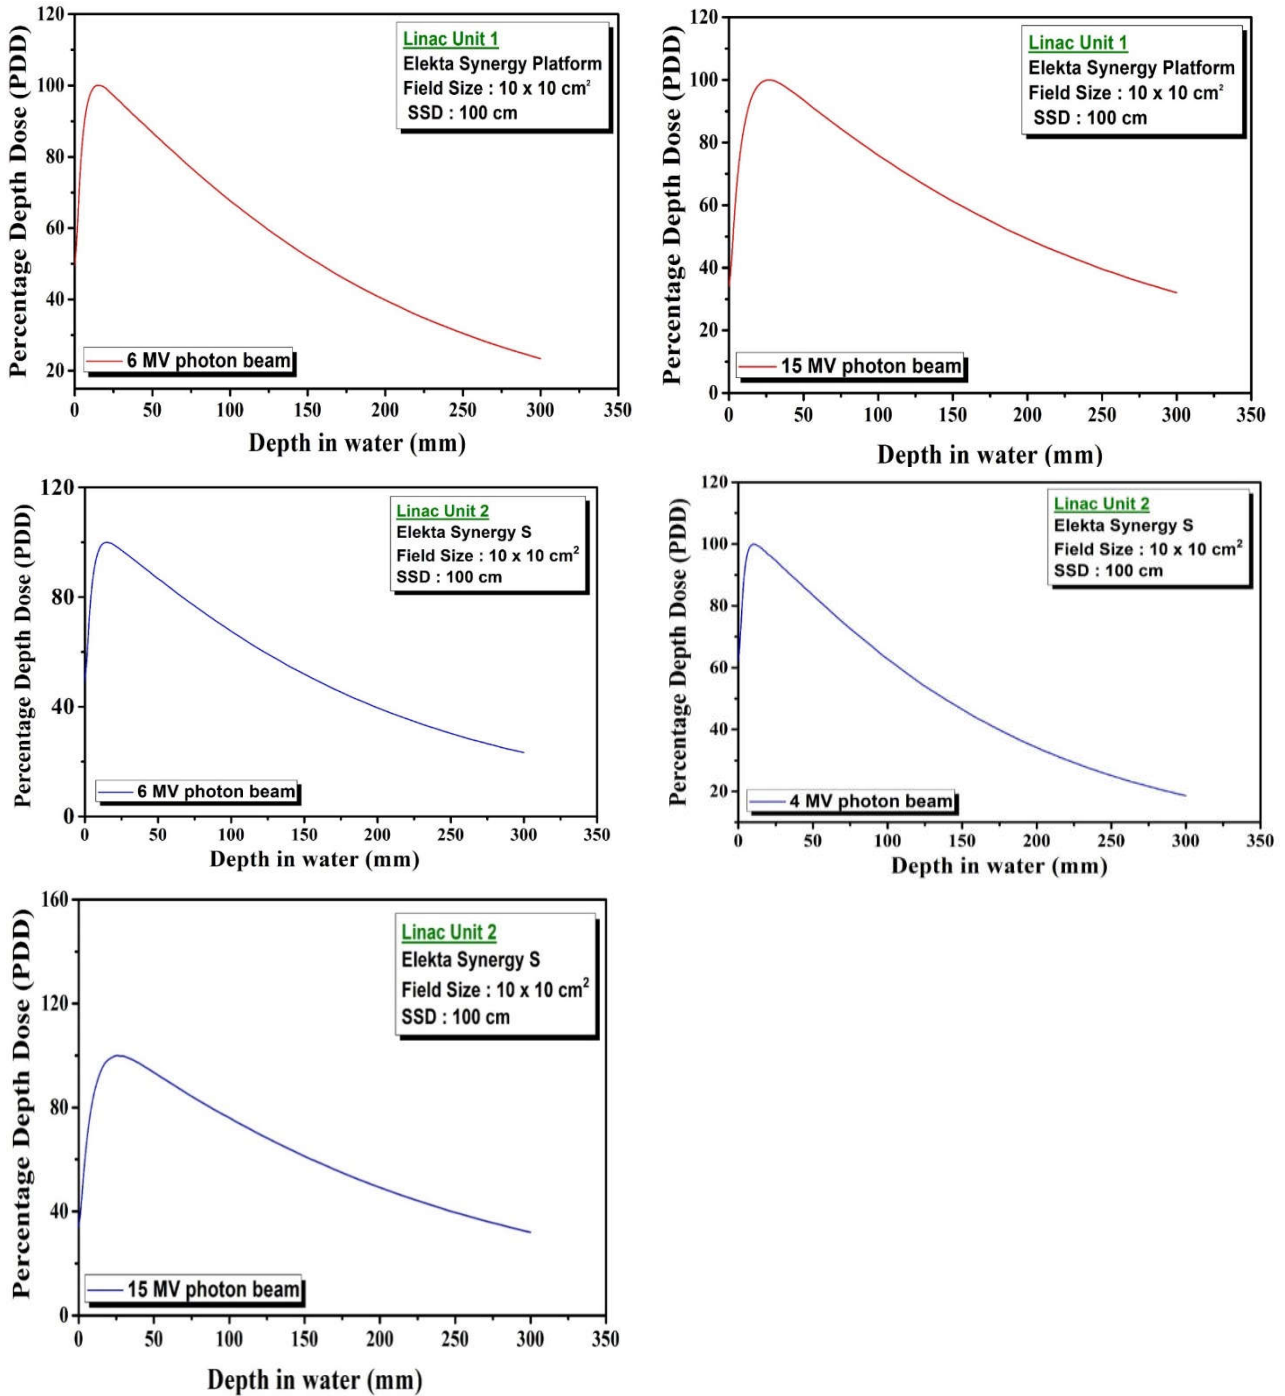 120
100
80
60
40
20
0
50
100
150
200
250
300
350
Percentage Depth Dose (PDD)
Depth in water (mm)
Linac Unit 1
Elekta Synergy Platform
Field Size : 10 x 10 cm²
SSD : 100 cm
6 MV photon beam
120
100
80
60
40
20
0
0
50
100
150
200
250
300
350
Percentage Depth Dose (PDD)
Depth in water (mm)
Linac Unit 1
Elekta Synergy Platform
Field Size : 10 x 10 cm²
SSD : 100 cm
15 MV photon beam
120
80
40
0
0
50
100
150
200
250
300
350
Percentage Depth Dose (PDD)
Depth in water (mm)
Linac Unit 2
Elekta Synergy S
Field Size : 10 x 10 cm²
SSD : 100 cm
6 MV photon beam
120
100
80
60
40
20
0
50
100
150
200
250
300
350
Percentage Depth Dose (PDD)
Depth in water (mm)
Linac Unit 2
Elekta Synergy S
Field Size : 10 x 10 cm²
SSD : 100 cm
4 MV photon beam
160
120
80
40
0
0
50
100
150
200
250
300
350
Percentage Depth Dose (PDD)
Depth in water (mm)
Linac Unit 2
Elekta Synergy S
Field Size : 10 x 10 cm²
SSD : 100 cm
15 MV photon beam